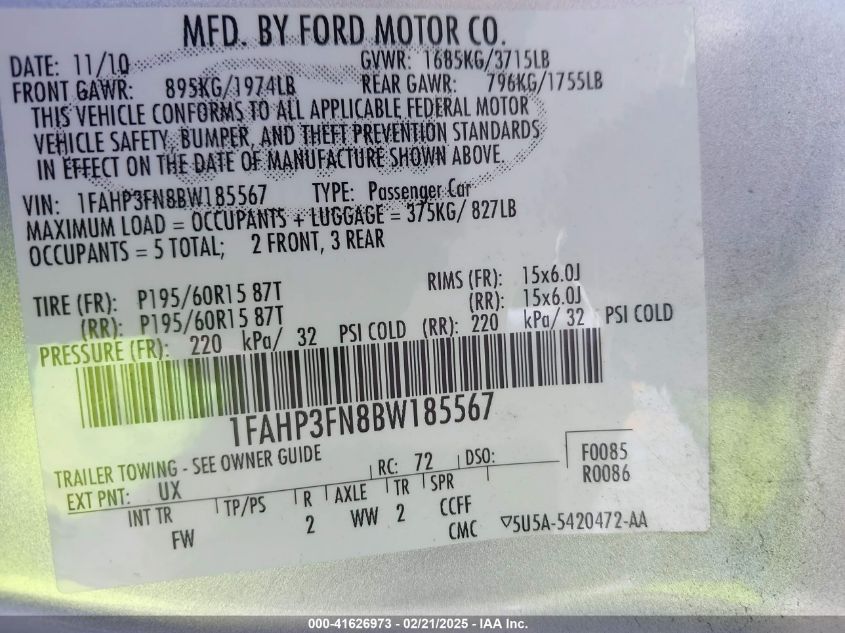 MFD. BY FORD MOTOR CO.
DATE: 11/10 GVWR: 1685KG/3715LB
FRONT GAWR: 895KG/1974LB REAR GAWR: 796KG/1755LB
THIS VEHICLE CONFORMS TO ALL APPLICABLE FEDERAL MOTOR
VEHICLE SAFETY, BUMPER, AND THEFT PREVENTION STANDARDS
IN EFFECT ON THE DATE OF MANUFACTURE SHOWN ABOVE.
VIN: 1FAHP3FN8BW185567 TYPE: Passenger Car
MAXIMUM LOAD = OCCUPANTS + LUGGAGE = 375KG/ 827LB
OCCUPANTS = 5 TOTAL; 2 FRONT, 3 REAR
TIRE (FR): P195/60R15 87T RIMS (FR): 15x6.0J
(RR): P195/60R15 87T (RR): 15x6.0J
PRESSURE (FR): 220 kPa/ 32 PSI COLD (RR): 220 kPa/ 32 PSI COLD
1FAHP3FN8BW185567
TRAILER TOWING - SEE OWNER GUIDE
EXT PNT: UX RC: 72 DSO: F0085
R0086
INT TR TP/PS R AXLE TR SPR
FW 2 WW 2 CCFF
CMC ▽5U5A-5420472-AA
000-41626973 - 02/21/2025 - IAA Inc.